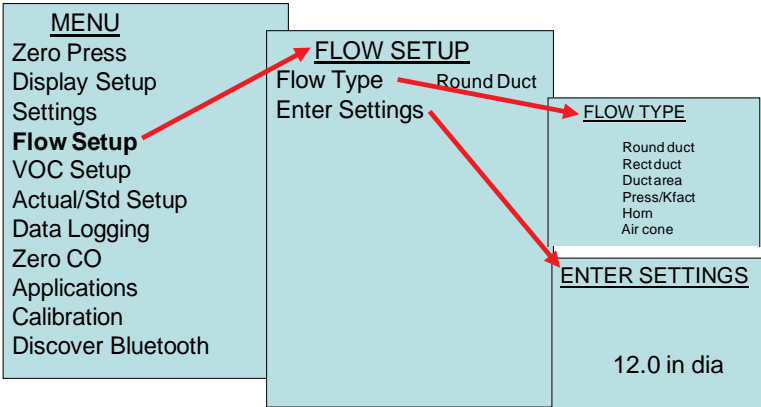 MENU
Zero Press
Display Setup
Settings
Flow Setup
VOC Setup
Actual/Std Setup
Data Logging
Zero CO
Applications
Calibration
Discover Bluetooth
FLOW SETUP
Flow Type Round Duct
Enter Settings
FLOW TYPE
Round duct
Rect duct
Duct area
Press/Kfact
Horn
Air cone
ENTER SETTINGS
12.0 in dia